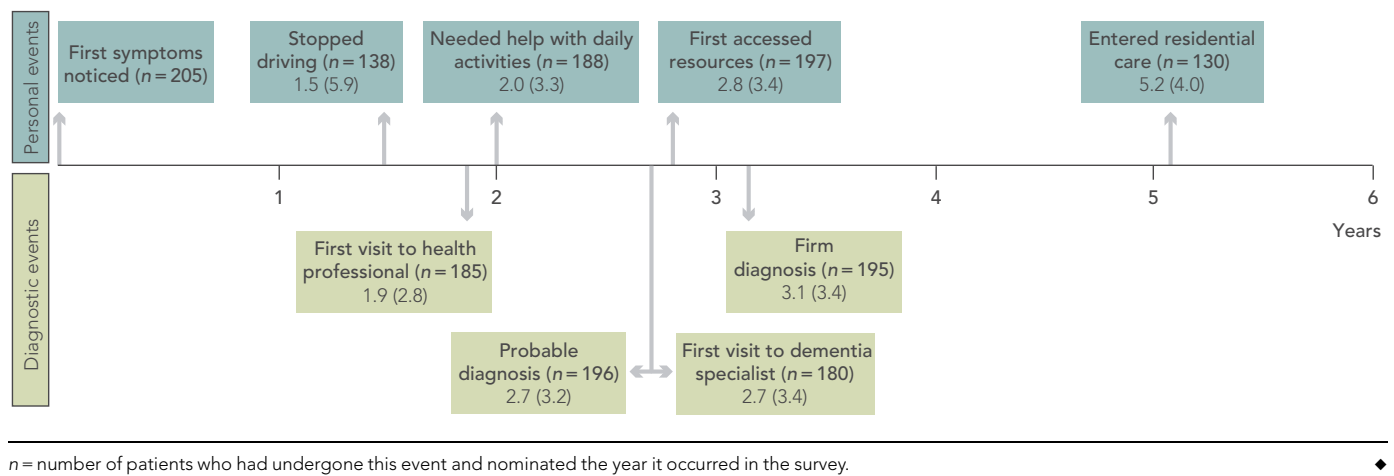 Personal events
First symptoms
noticed (n = 205)
Stopped
driving (n = 138)
1.5 (5.9)
Needed help with daily
activities (n = 188)
2.0 (3.3)
First accessed
resources (n = 197)
2.8 (3.4)
Entered residential
care (n = 130)
5.2 (4.0)
1
2
3
4
5
6
Years
Diagnostic events
First visit to health
professional (n = 185)
1.9 (2.8)
Firm
diagnosis (n = 195)
3.1 (3.4)
Probable
diagnosis (n = 196)
2.7 (3.2)
First visit to dementia
specialist (n = 180)
2.7 (3.4)
n = number of patients who had undergone this event and nominated the year it occurred in the survey. ◆